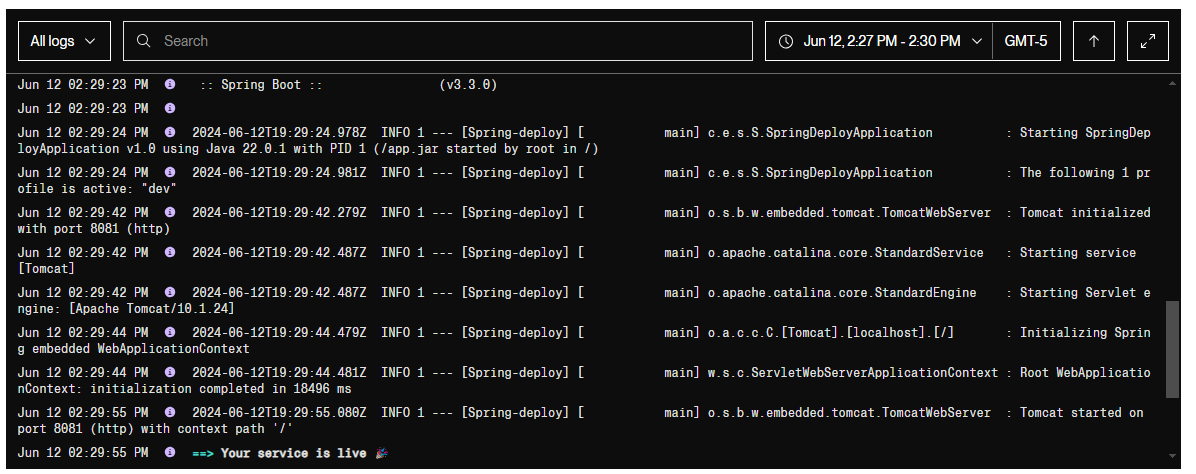 All logs
Search
Jun 12, 2:27 PM - 2:30 PM
GMT-5
Jun 12 02:29:23 PM :: Spring Boot :: (v3.3.0)
Jun 12 02:29:23 PM
Jun 12 02:29:24 PM 2024-06-12T19:29:24.978Z INFO 1 --- [Spring-deploy] [ main] c.e.s.S.SpringDeployApplication : Starting SpringDep
loyApplication v1.0 using Java 22.0.1 with PID 1 (/app.jar started by root in /)
Jun 12 02:29:24 PM 2024-06-12T19:29:24.981Z INFO 1 --- [Spring-deploy] [ main] c.e.s.S.SpringDeployApplication : The following 1 pr
ofile is active: "dev"
Jun 12 02:29:42 PM 2024-06-12T19:29:42.279Z INFO 1 --- [Spring-deploy] [ main] o.s.b.w.embedded.tomcat.TomcatWebServer : Tomcat initialized
with port 8081 (http)
Jun 12 02:29:42 PM 2024-06-12T19:29:42.487Z INFO 1 --- [Spring-deploy] [ main] o.apache.catalina.core.StandardService : Starting service
[Tomcat]
Jun 12 02:29:42 PM 2024-06-12T19:29:42.487Z INFO 1 --- [Spring-deploy] [ main] o.apache.catalina.core.StandardEngine : Starting Servlet e
ngine: [Apache Tomcat/10.1.24]
Jun 12 02:29:44 PM 2024-06-12T19:29:44.479Z INFO 1 --- [Spring-deploy] [ main] o.a.c.c.C.[Tomcat].[localhost].[/] : Initializing Sprin
g embedded WebApplicationContext
Jun 12 02:29:44 PM 2024-06-12T19:29:44.481Z INFO 1 --- [Spring-deploy] [ main] w.s.c.ServletWebServerApplicationContext : Root WebApplicatio
nContext: initialization completed in 18496 ms
Jun 12 02:29:55 PM 2024-06-12T19:29:55.080Z INFO 1 --- [Spring-deploy] [ main] o.s.b.w.embedded.tomcat.TomcatWebServer : Tomcat started on
port 8081 (http) with context path '/'
Jun 12 02:29:55 PM ==> Your service is live 🎉